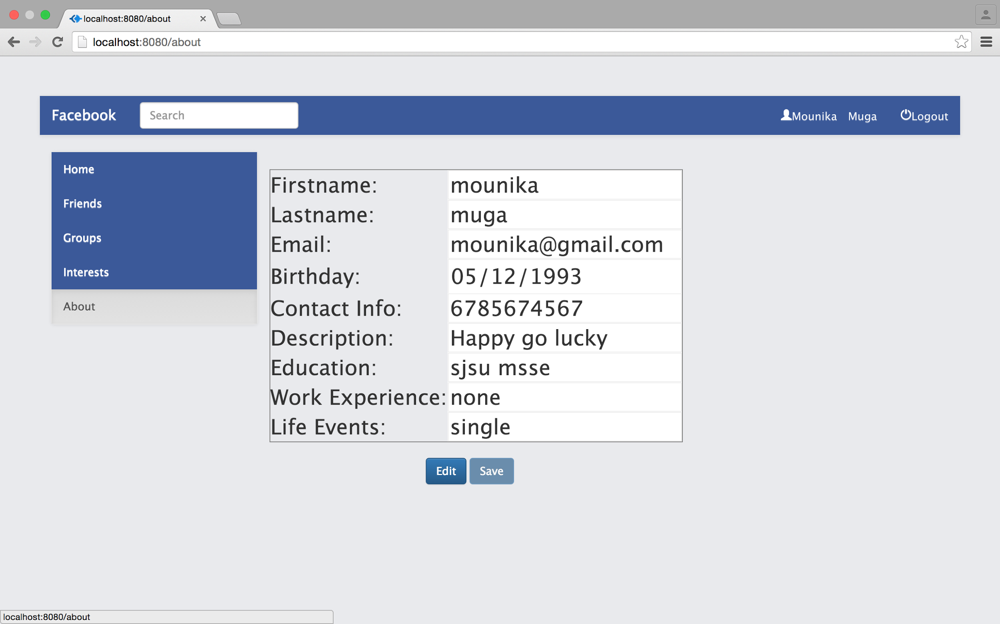 localhost:8080/about
localhost:8080/about
Facebook Search Mounika Muga Logout
Home
Friends
Groups
Interests
About
Firstname: mounika
Lastname: muga
Email: mounika@gmail.com
Birthday: 05/12/1993
Contact Info: 6785674567
Description: Happy go lucky
Education: sjsu msse
Work Experience: none
Life Events: single
Edit Save
localhost:8080/about